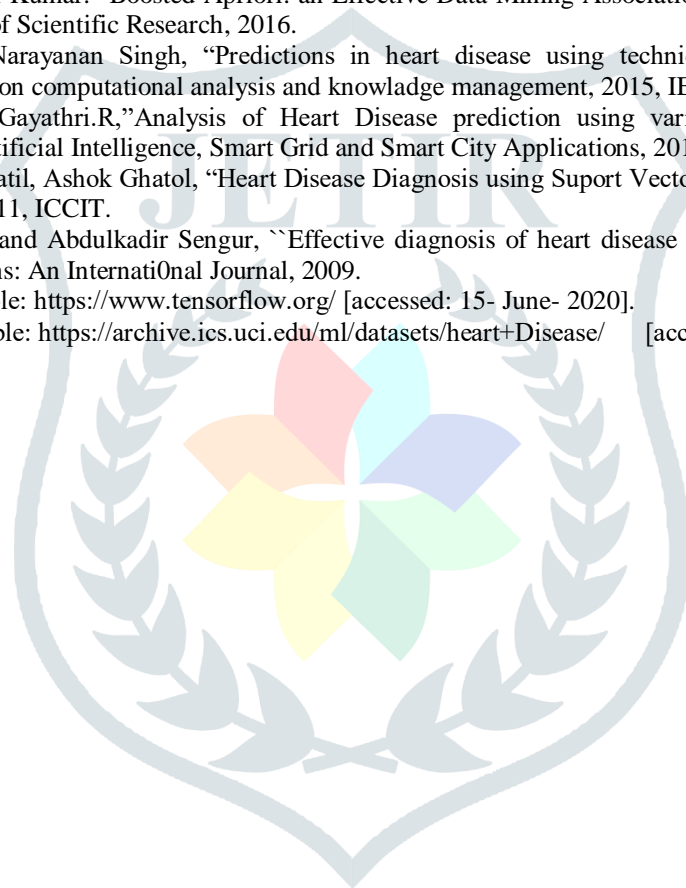 Kumar. "Boosted Apriori: an Effective Data Mining Association
of Scientific Research, 2016.
Narayanan Singh, “Predictions in heart disease using techni
on computational analysis and knowladge management, 2015, IE
Gayathri.R,”Analysis of Heart Disease prediction using vari
tificial Intelligence, Smart Grid and Smart City Applications, 201
atil, Ashok Ghatol, “Heart Disease Diagnosis using Suport Vecto
11, ICCIT.
and Abdulkadir Sengur, ``Effective diagnosis of heart disease
ns: An Internati0nal Journal, 2009.
ble: https://www.tensorflow.org/ [accessed: 15- June- 2020].
ble: https://archive.ics.uci.edu/ml/datasets/heart+Disease/ [acc
JETIR